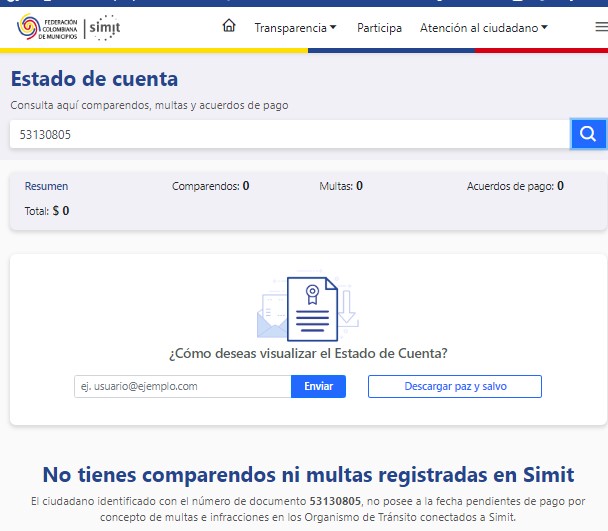 FEDERACIÓN
COLOMBIANA
DE MUNICIPIOS
simit
Transparencia
Participa
Atención al ciudadano
Estado de cuenta
Consulta aquí comparendos, multas y acuerdos de pago
53130805
Resumen
Comparendos: 0
Multas: 0
Acuerdos de pago: 0
Total: $ 0
¿Cómo deseas visualizar el Estado de Cuenta?
ej. usuario@ejemplo.com
Enviar
Descargar paz y salvo
No tienes comparendos ni multas registradas en Simit
El ciudadano identificado con el número de documento 53130805, no posee a la fecha pendientes de pago por
concepto de multas e infracciones en los Organismo de Tránsito conectados a Simit.